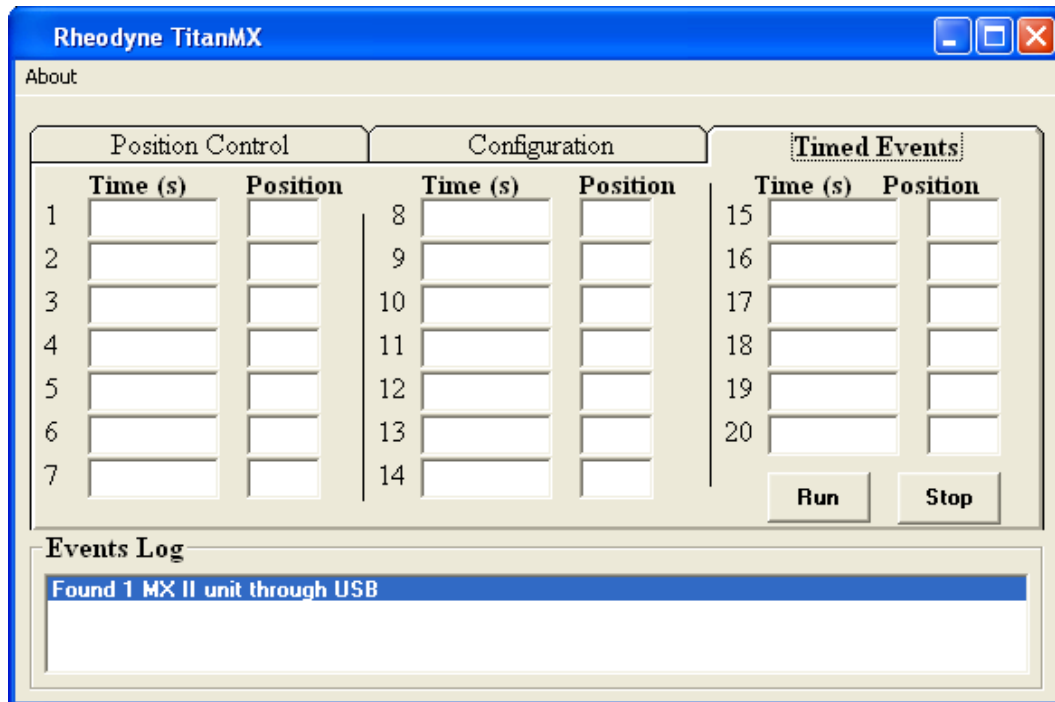 Rheodyne TitanMX
About
Position Control Configuration Timed Events
Time (s) Position Time (s) Position Time (s) Position
1 8 15
2 9 16
3 10 17
4 11 18
5 12 19
6 13 20
7 14
Run Stop
Events Log
Found 1 MX II unit through USB